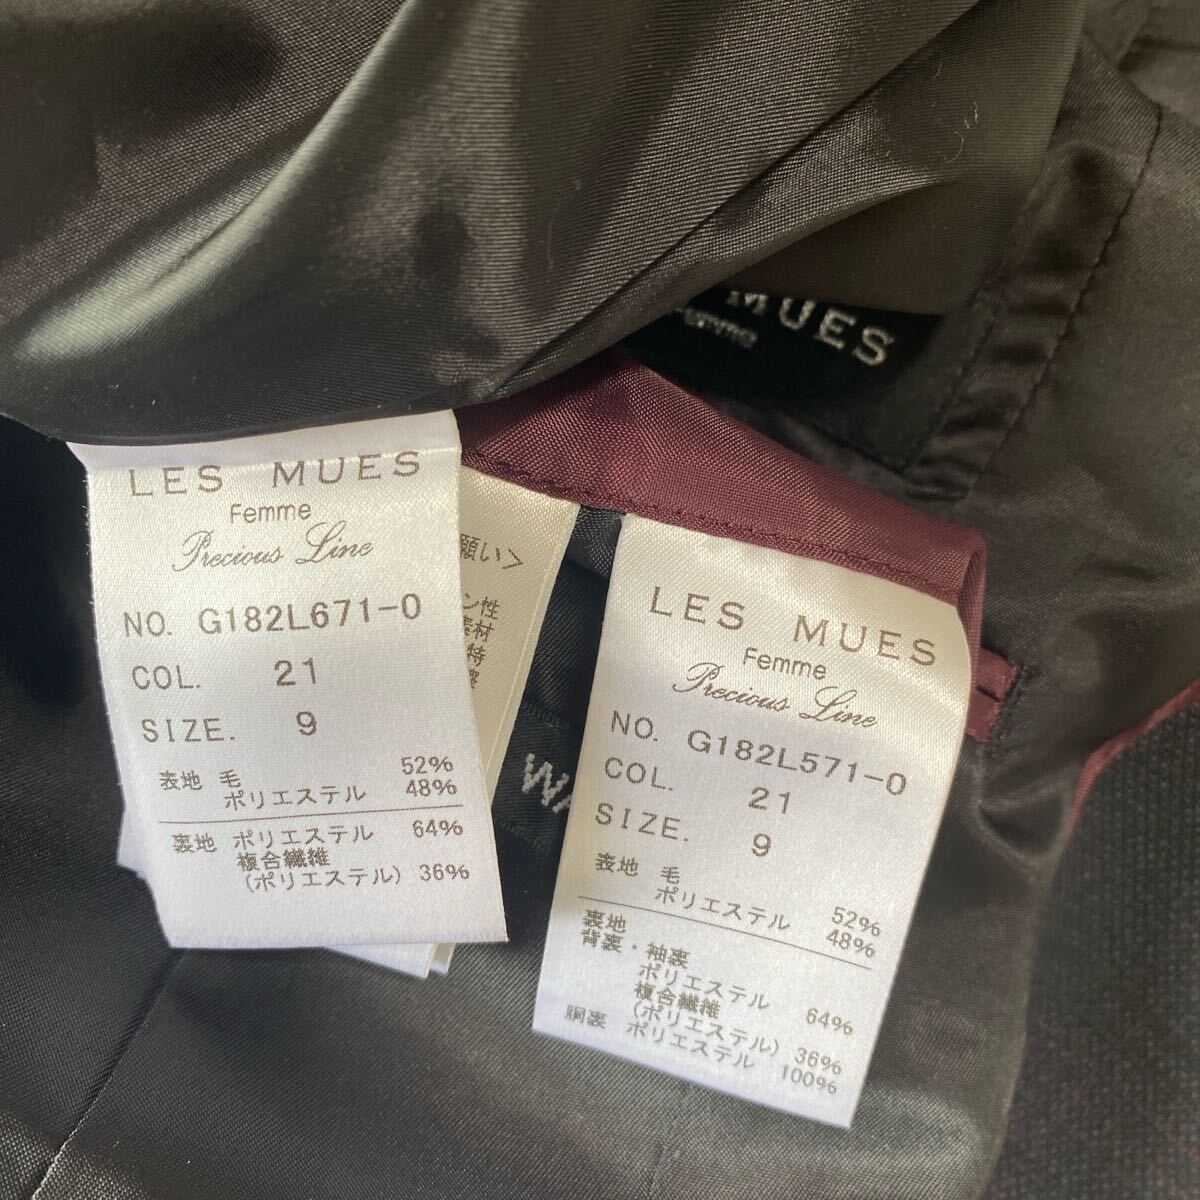 MUES
LES MUES
Femme
Precious Line
NO. G182L671-0
COL. 21
SIZE. 9
表地 毛 52%
ポリエステル 48%
裏地 ポリエステル 64%
複合繊維
(ポリエステル) 36%
願い>
ン性
素材
特
LES MUES
Femme
Precious Line
NO. G182L571-0
COL. 21
SIZE. 9
表地 毛 52%
ポリエステル 48%
裏地
背裏・袖裏
ポリエステル 64%
複合繊維
(ポリエステル) 36%
胴裏 ポリエステル 100%